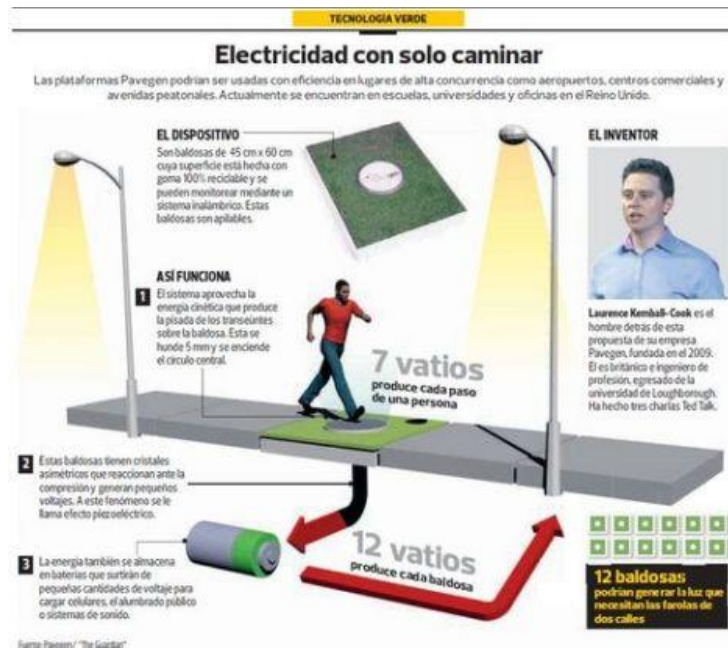 TECNOLOGÍA VERDE
Electricidad con solo caminar
Las plataformas Pavegen podrían ser usadas con eficiencia en lugares de alta concurrencia como aeropuertos, centros comerciales y
avenidas peatonales. Actualmente se encuentran en escuelas, universidades y oficinas en el Reino Unido.
EL DISPOSITIVO
Son baldosas de 45 cm x 60 cm
cuya superficie está hecha con
goma 100% reciclable y se
pueden monitorear mediante un
sistema inalámbrico. Estas
baldosas son apilables.
EL INVENTOR
Laurence Kemball-Cook es el
hombre detrás de esta
propuesta de su empresa
Pavegen, fundada en el 2009.
El es británico e ingeniero de
profesión, egresado de la
universidad de Loughborough.
Ha hecho tres charlas Ted Talk.
ASÍ FUNCIONA
1 El sistema aprovecha la
energía cinética que produce
la pisada de los transeúntes
sobre la baldosa. Esta se
hunde 5 mm y se enciende
el círculo central.
7 vatios
produce cada paso
de una persona
2 Estas baldosas tienen cristales
asimétricos que reaccionan ante la
compresión y generan pequeños
voltajes. A este fenómeno se le
llama efecto piezoeléctrico.
3 La energía también se almacena
en baterías que surtirán de
pequeñas cantidades de voltaje para
cargar celulares, el alumbrado público
o sistemas de sonido.
12 vatios
produce cada baldosa
12 baldosas
podrían generar la luz que
necesitan las farolas de
dos calles
Fuente: Pavegen / "The Guardian"